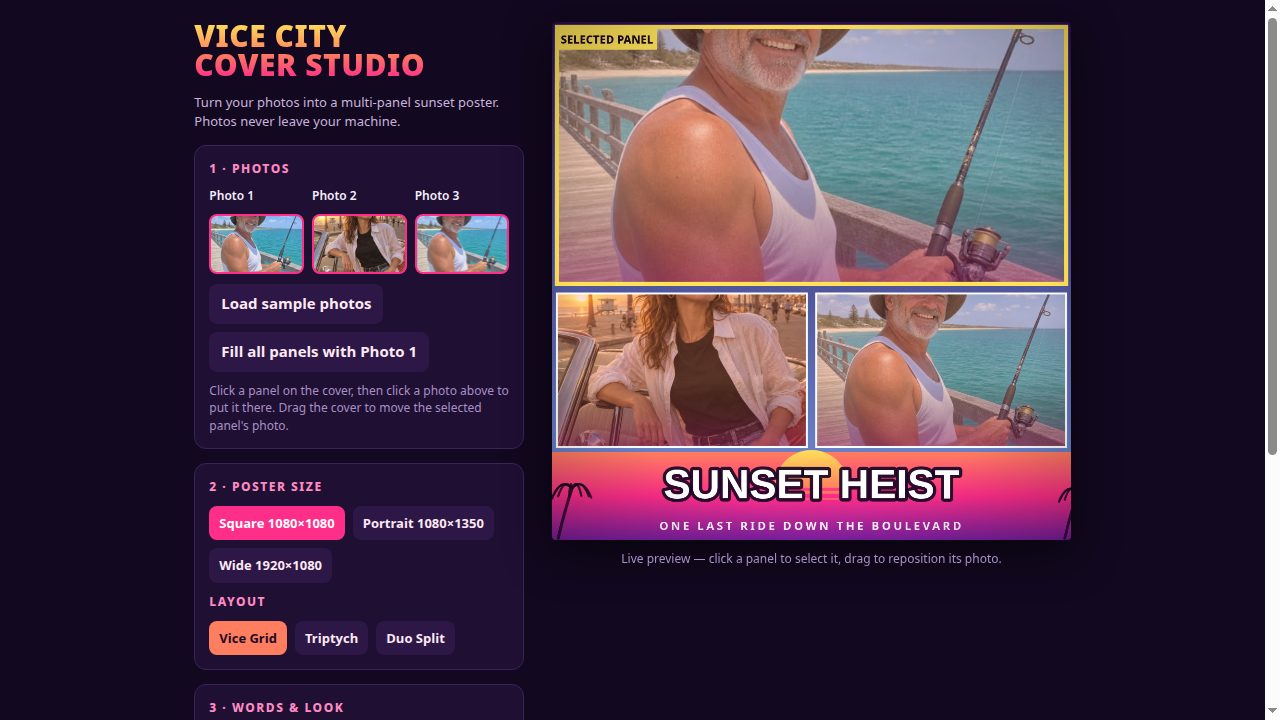 VICE CITY
COVER STUDIO
Turn your photos into a multi-panel sunset poster.
Photos never leave your machine.
1 · PHOTOS
Photo 1
Photo 2
Photo 3
Load sample photos
Fill all panels with Photo 1
Click a panel on the cover, then click a photo above to
put it there. Drag the cover to move the selected
panel's photo.
2 · POSTER SIZE
Square 1080×1080
Portrait 1080×1350
Wide 1920×1080
LAYOUT
Vice Grid
Triptych
Duo Split
3 · WORDS & LOOK
SELECTED PANEL
SUNSET HEIST
ONE LAST RIDE DOWN THE BOULEVARD
Live preview — click a panel to select it, drag to reposition its photo.